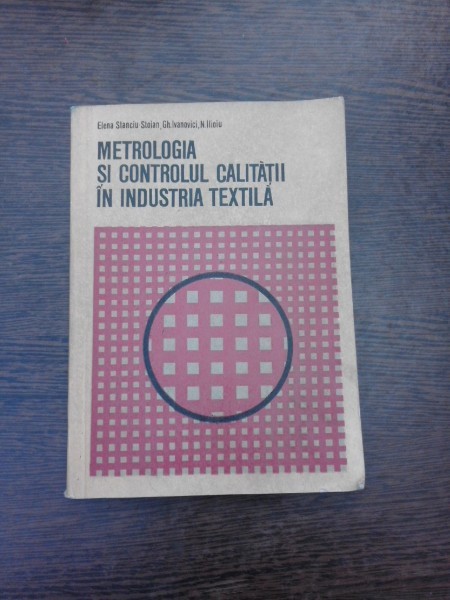 Elena Stanciu Stoian, Gh. Ivanovici, N. Ilioiu
METROLOGIA
ȘI CONTROLUL CALITĂȚII
ÎN INDUSTRIA TEXTILĂ